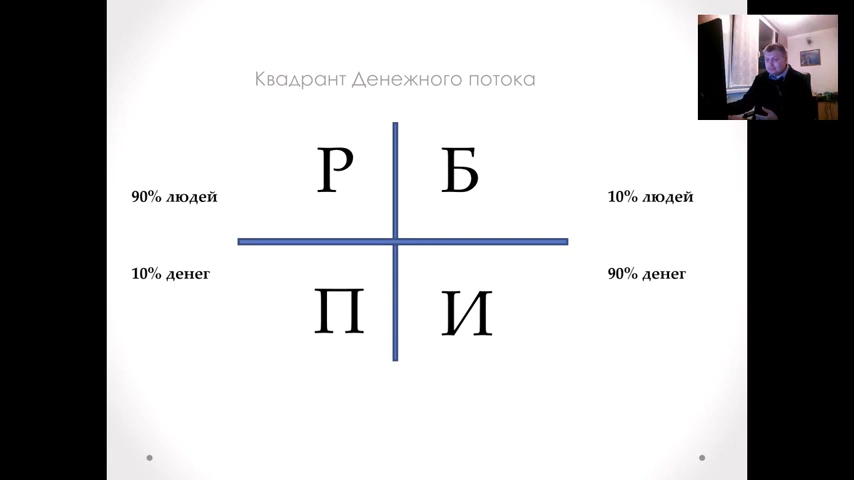 Квадрант Денежного потока
Р
Б
90% людей
10% людей
10% денег
90% денег
П
И